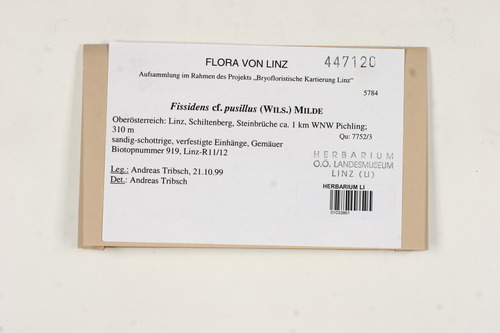 FLORA VON LINZ
447120
Aufsammlung im Rahmen des Projekts „Bryofloristische Kartierung Linz"
5784
Fissidens cf. pusillus (WILS.) MILDE
Oberösterreich: Linz, Schiltenberg, Steinbrüche ca. 1 km WNW Pichling;
310 m
Qu: 7752/3
sandig-schottrige, verfestigte Einhänge, Gemäuer
Biotopnummer 919, Linz-R11/12
HERBARIUM
O.Ö. LANDESMUSEUM
LINZ (U)
Leg.: Andreas Tribsch, 21.10.99
Det.: Andreas Tribsch
HERBARIUM LI
01033861